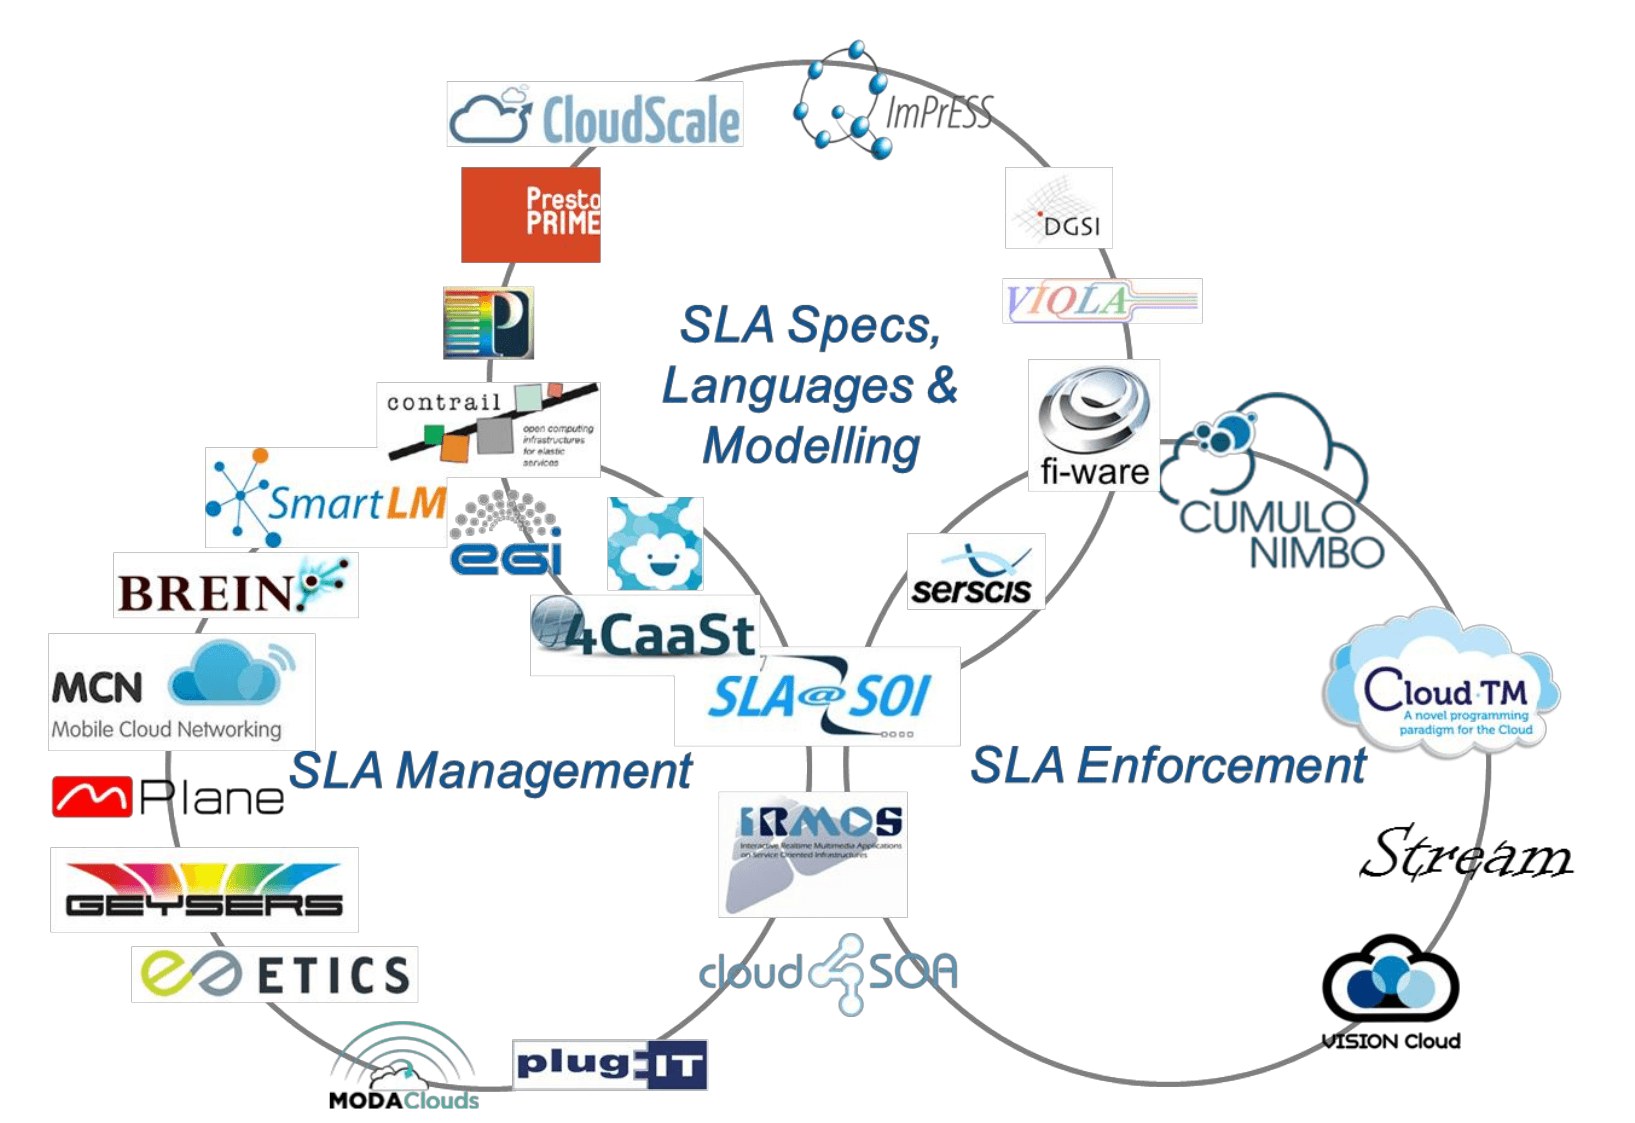 CloudScale
ImPrESS
Presto
PRIME
DGSI
VIOLA
P
SLA Specs,
Languages &
Modelling
contrail
open computing
infrastructures
for elastic
services
fi-ware
SmartLM
egi
CUMULO
NIMBO
serscis
BREIN
4CaaSt
MCN
Mobile Cloud Networking
SLA@SOI
Cloud-TM
A novel programming
paradigm for the Cloud
SLA Management
SLA Enforcement
mPlane
IRMOS
Interactive Realtime Multimedia Applications
on Service Oriented Infrastructures
Stream
GEYSERS
ETICS
cloud4SOA
VISION Cloud
plugIT
MODAClouds